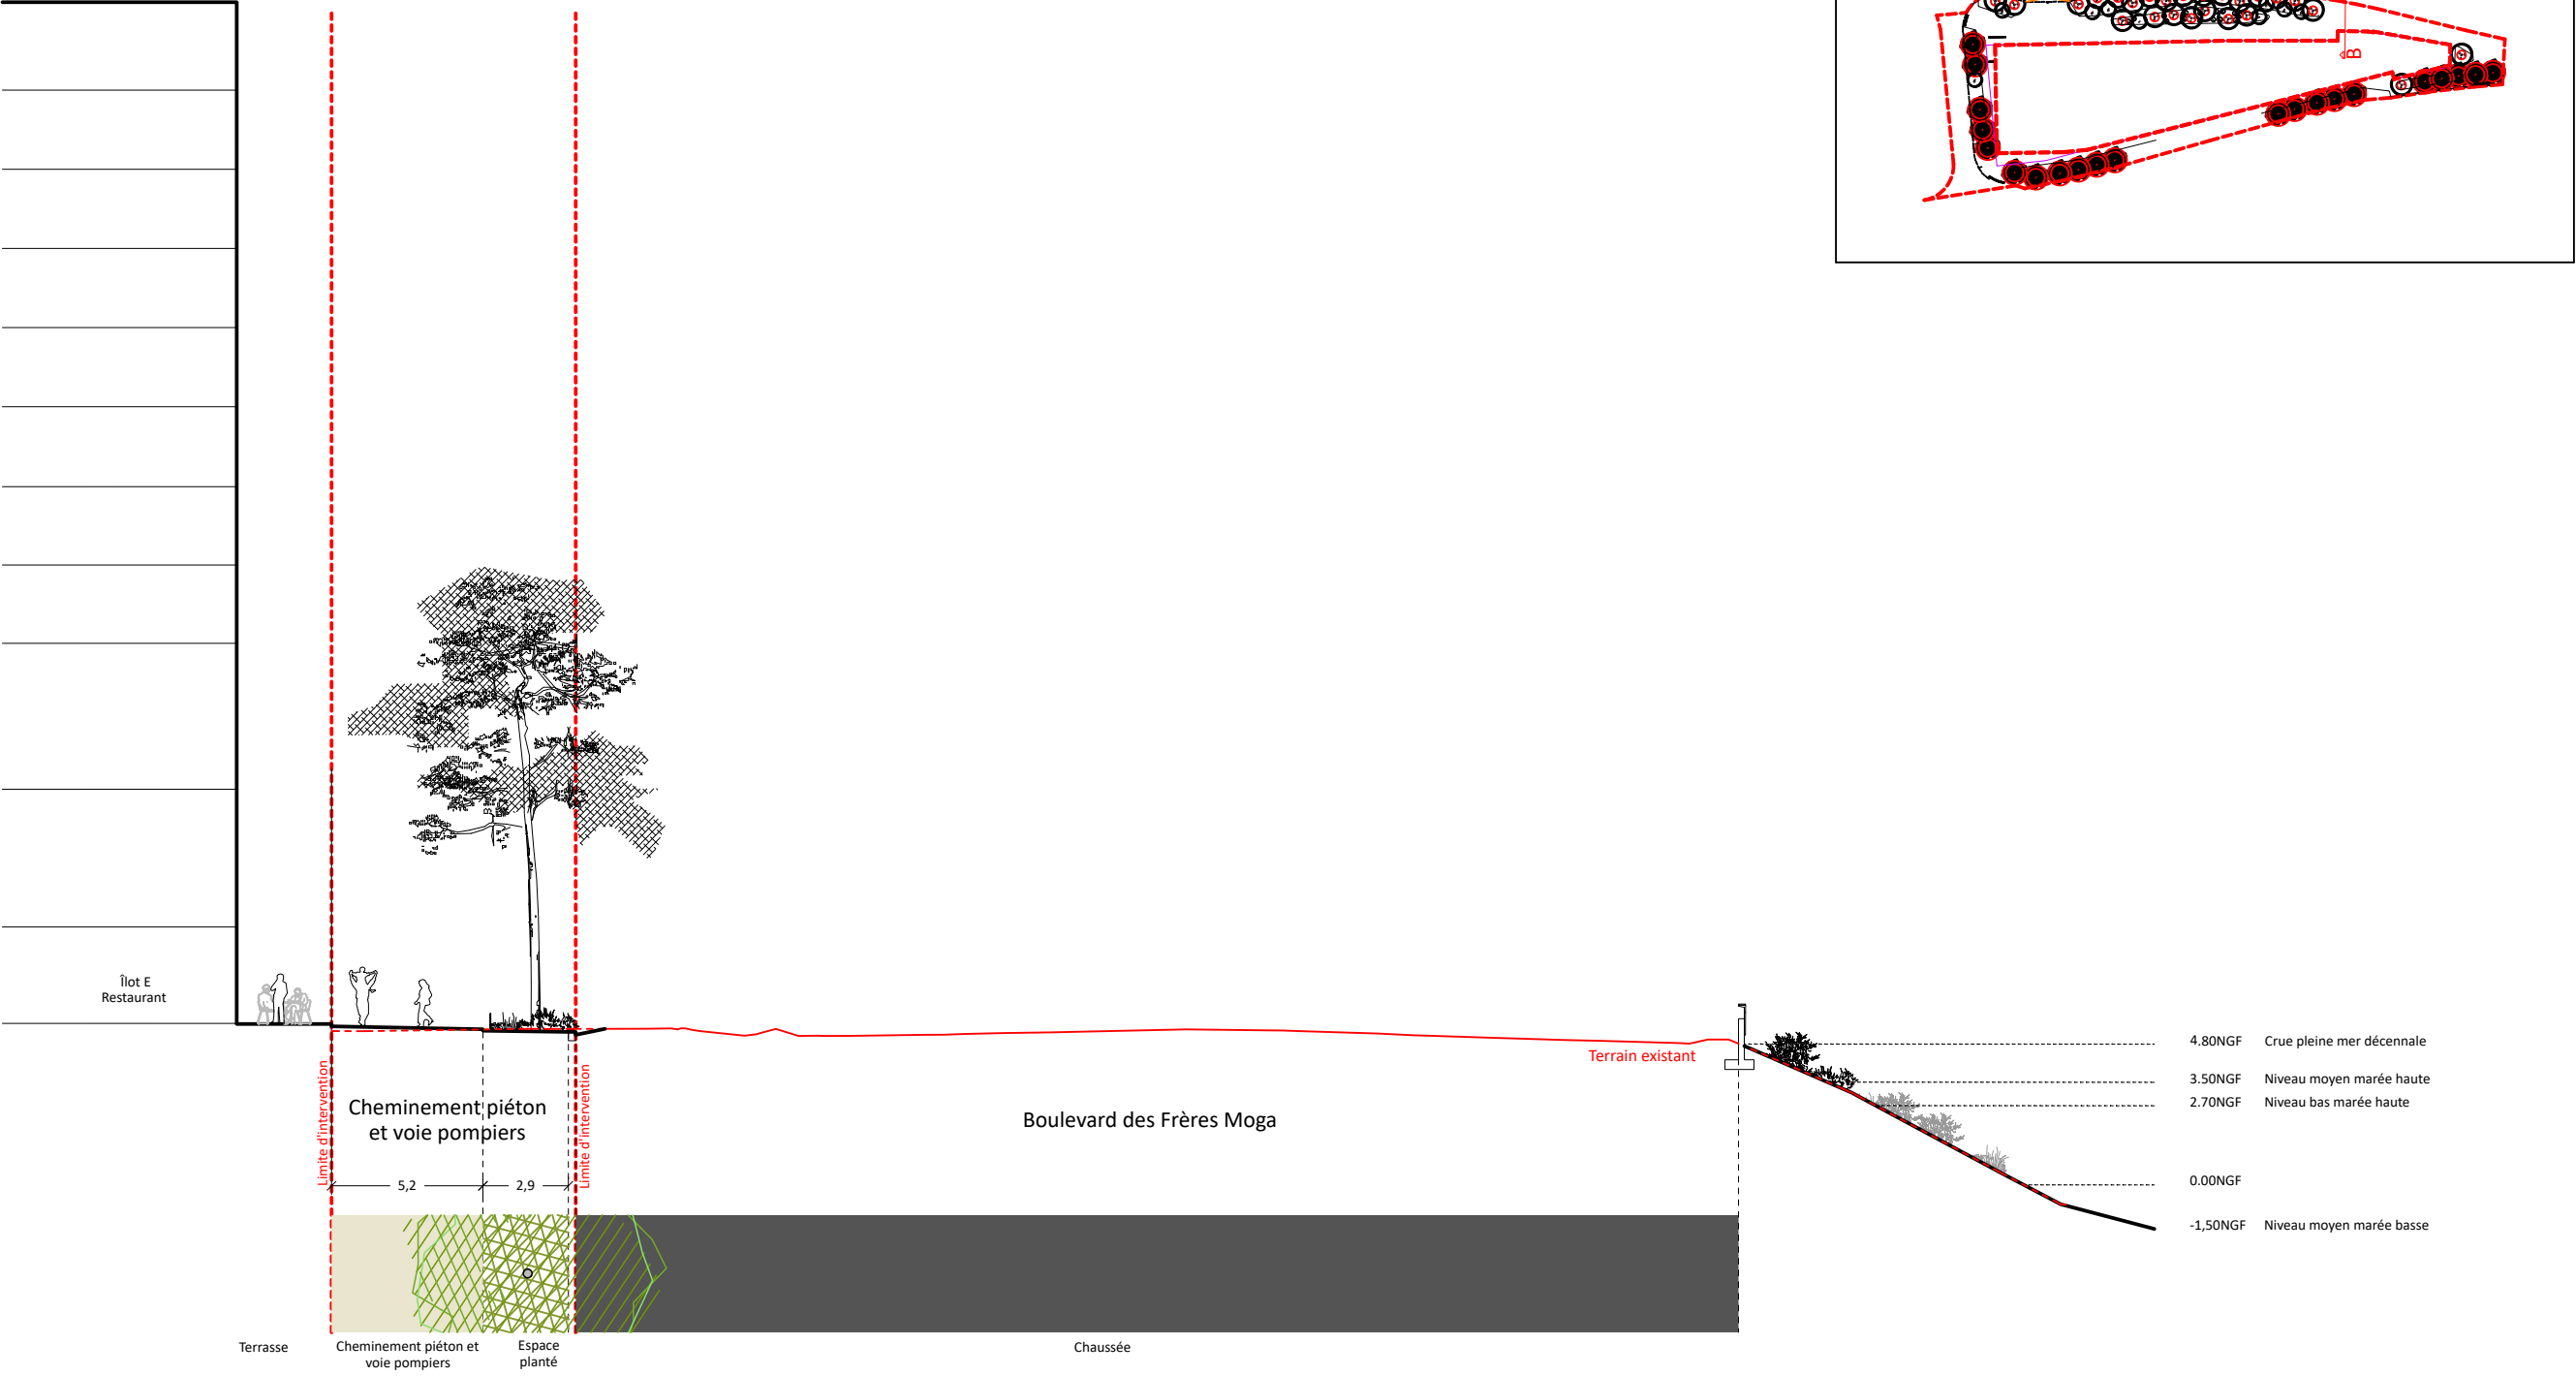 B
Îlot E
Restaurant
Terrain existant
4.80NGF Crue pleine mer décennale
3.50NGF Niveau moyen marée haute
2.70NGF Niveau bas marée haute
0.00NGF
-1,50NGF Niveau moyen marée basse
Limite d'intervention
Cheminement piéton
et voie pompiers
Limite d'intervention
Boulevard des Frères Moga
5,2
2,9
Terrasse
Cheminement piéton et
voie pompiers
Espace
planté
Chaussée